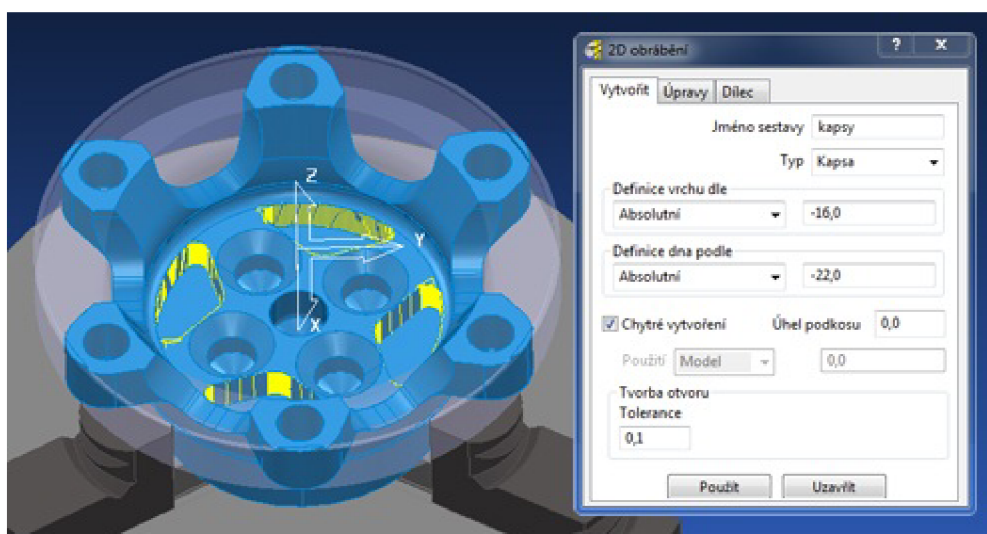 2D obrábění
? x
Vytvořit Úpravy Dílec
Jméno sestavy kapsy
Typ Kapsa
Definice vrchu dle
Absolutní -16,0
Definice dna podle
Absolutní -22,0
Chytré vytvoření Úhel podkosu 0,0
Použití Model 0,0
Tvorba otvoru
Tolerance
0,1
Použít Uzavřít
Z
Y
X